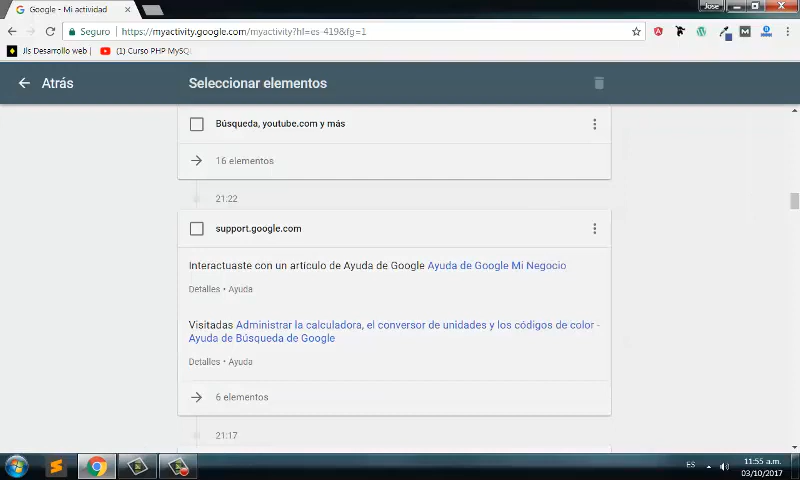 Jose
Google - Mi actividad
Seguro
https://myactivity.google.com/myactivity?hl=es-419&fg=1
Jls Desarrollo web
(1) Curso PHP MySQL
Atrás
Seleccionar elementos
Búsqueda, youtube.com y más
16 elementos
21:22
support.google.com
Interactuaste con un artículo de Ayuda de Google Ayuda de Google Mi Negocio
Detalles • Ayuda
Visitadas Administrar la calculadora, el conversor de unidades y los códigos de color -
Ayuda de Búsqueda de Google
Detalles • Ayuda
6 elementos
21:17
ES
11:55 a.m.
03/10/2017